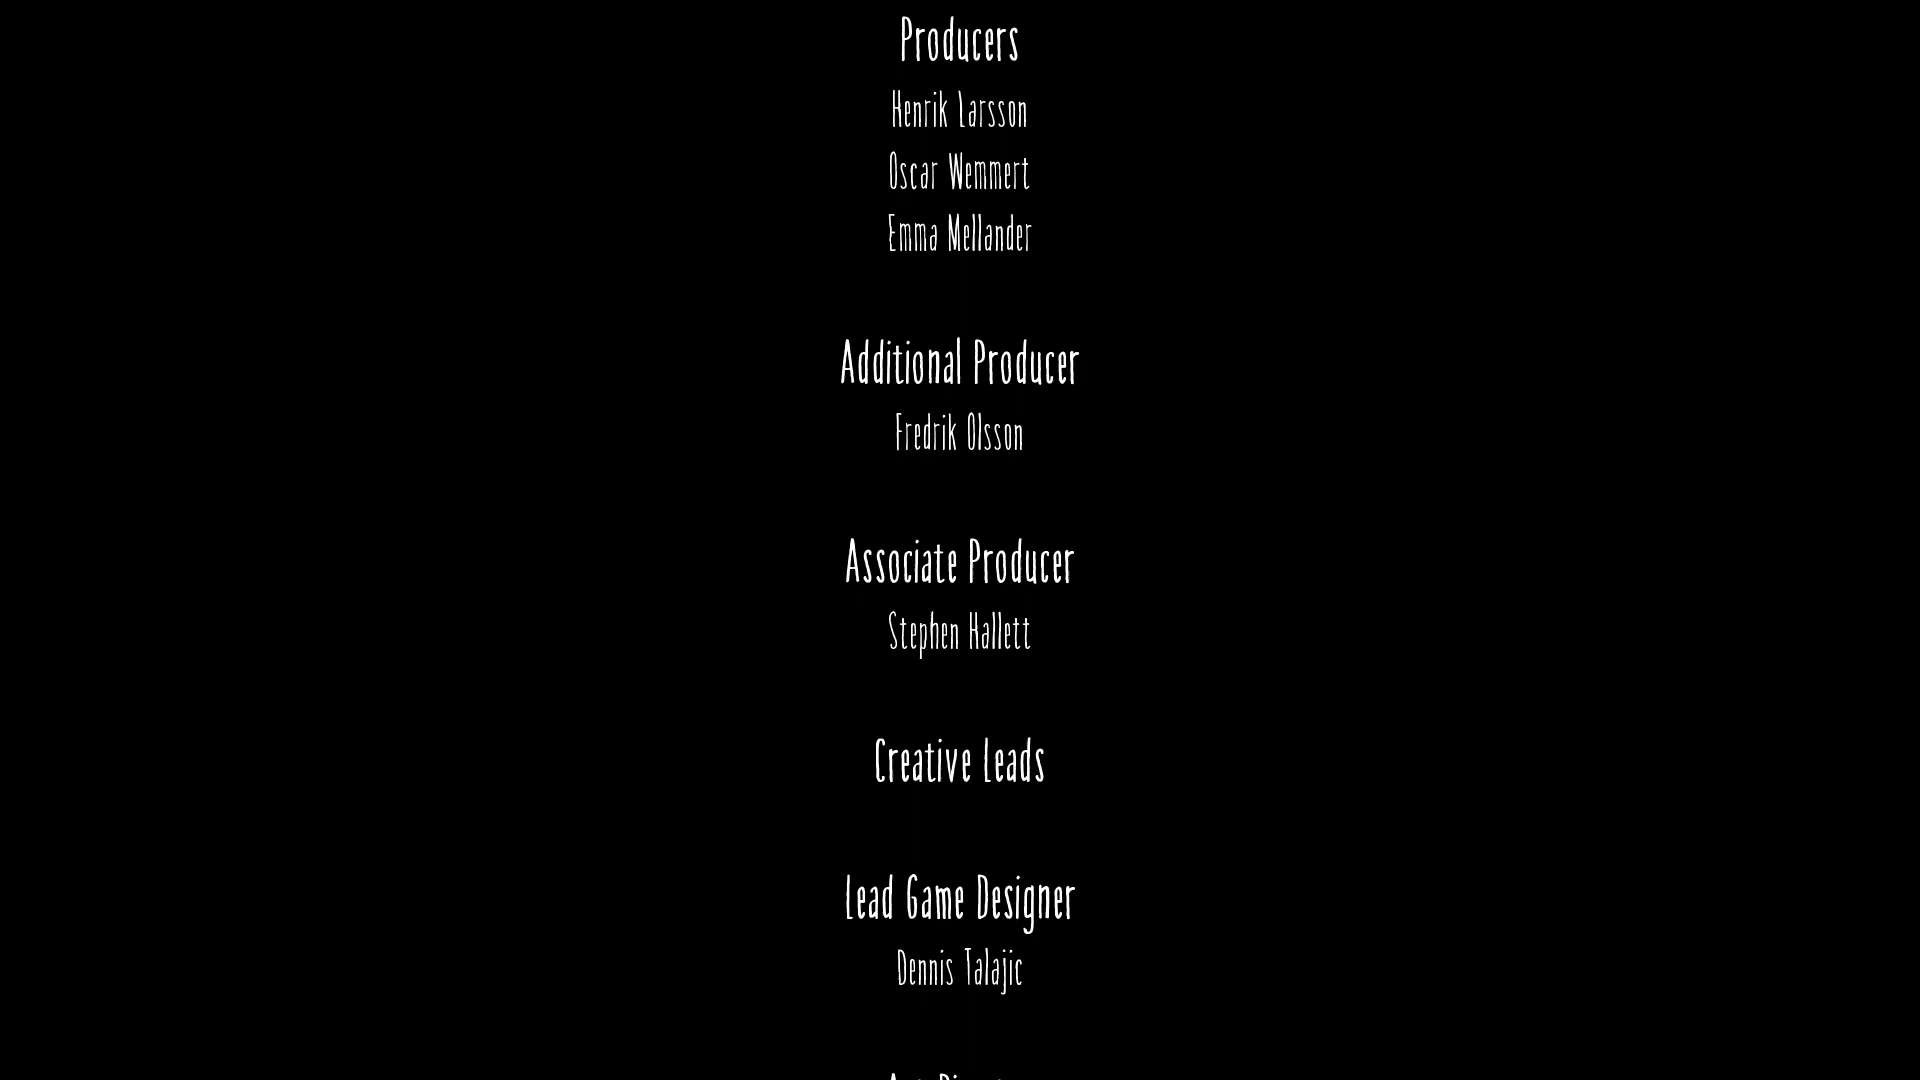 Producers
Henrik Larsson
Oscar Wemmert
Emma Mellander
Additional Producer
Fredrik Olsson
Associate Producer
Stephen Hallett
Creative Leads
Lead Game Designer
Dennis Talajic